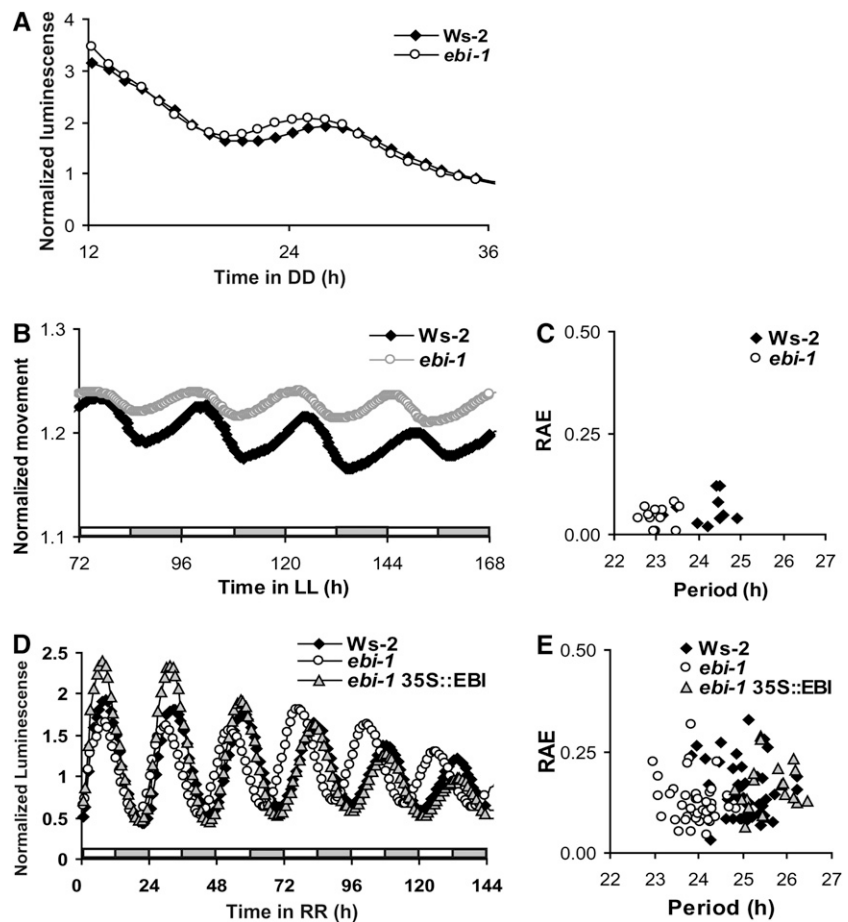 A
Ws-2
ebi-1
Normalized luminescense
4
3
2
1
0
12
24
36
Time in DD (h)
B
Ws-2
ebi-1
Normalized movement
1.3
1.2
1.1
72
96
120
144
168
Time in LL (h)
C
Ws-2
ebi-1
RAE
0.50
0.25
0.00
22
23
24
25
26
27
Period (h)
D
Ws-2
ebi-1
ebi-1 35S::EBI
Normalized Luminescense
2.5
2
1.5
1
0.5
0
0
24
48
72
96
120
144
Time in RR (h)
E
Ws-2
ebi-1
ebi-1 35S::EBI
RAE
0.50
0.25
0.00
22
23
24
25
26
27
Period (h)